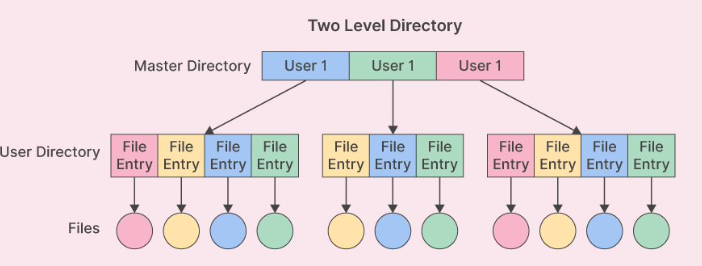 Two Level Directory
Master Directory User 1 User 1 User 1
User Directory
File Entry File Entry File Entry File Entry
File Entry File Entry File Entry
File Entry File Entry File Entry File Entry
Files